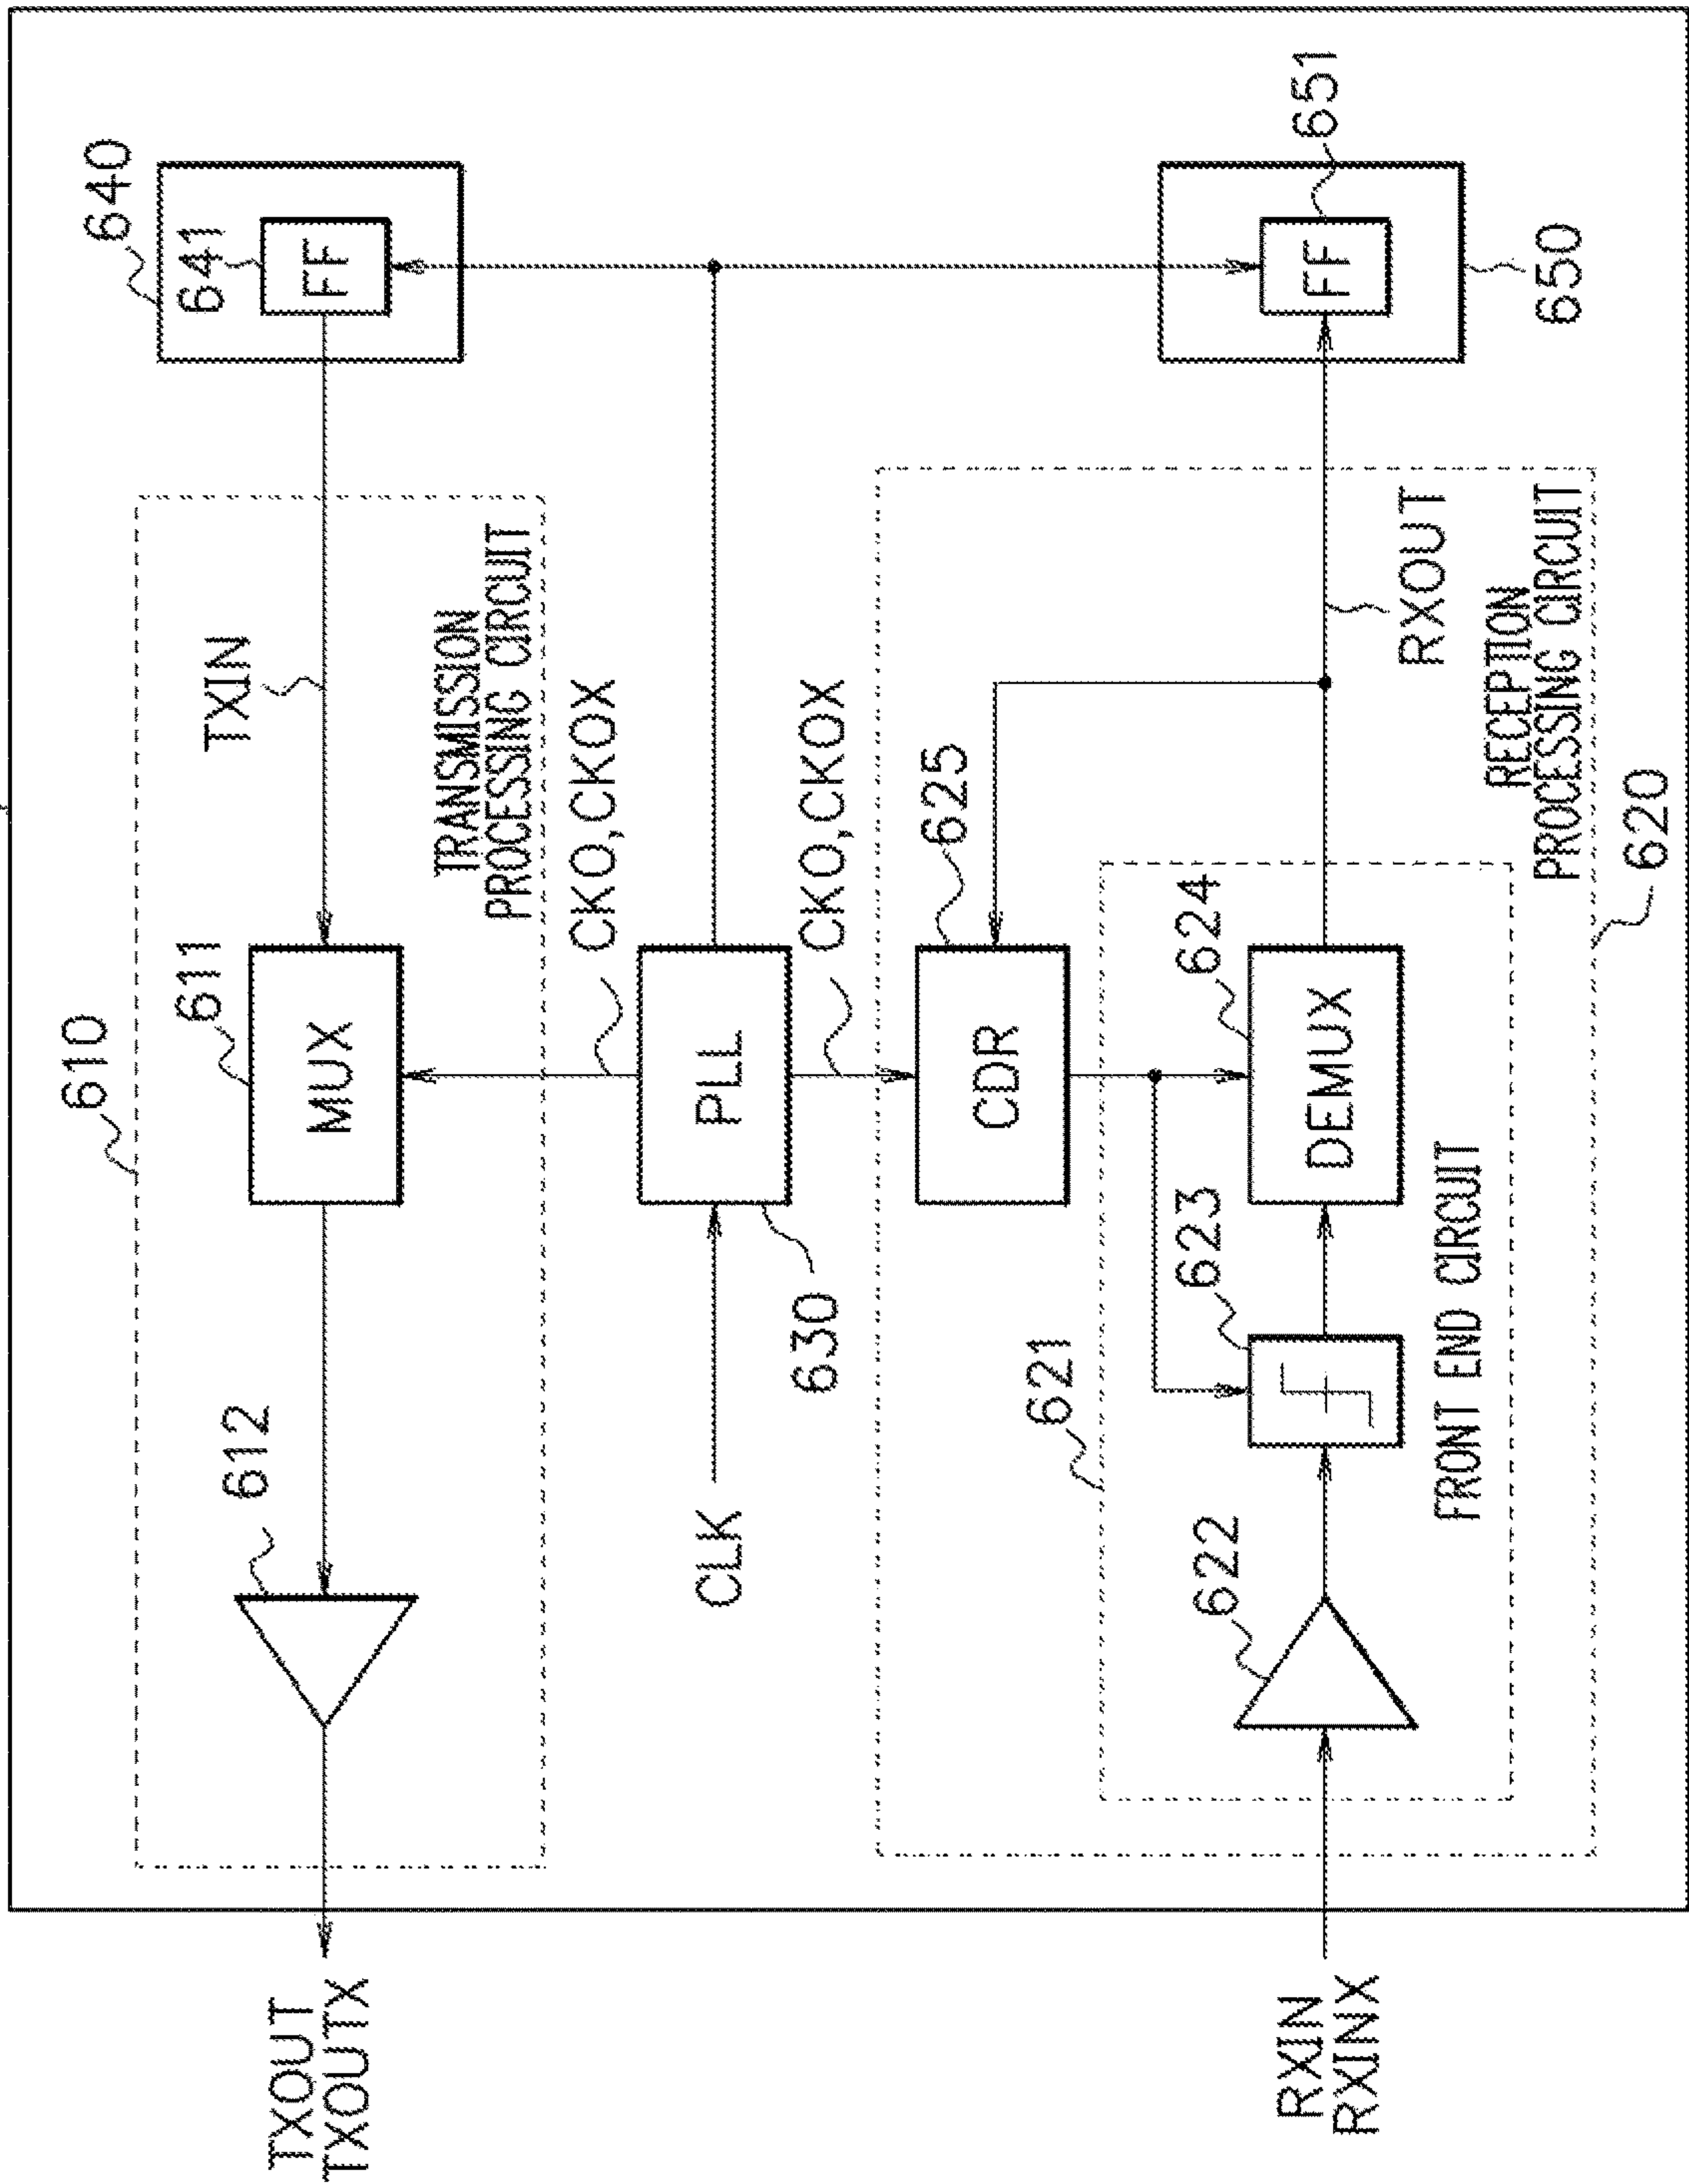 TXOUT
TXOUTX
610
612
611
MUX
TXIN
640
641
FF
TRANSMISSION
PROCESSING CIRCUIT
CKO,CKOX
CLK
PLL
630
CKO,CKOX
CDR
625
621
622
623
624
DEMUX
FRONT END CIRCUIT
RXIN
RXINX
RXOUT
RECEPTION
PROCESSING CIRCUIT
620
FF
651
650